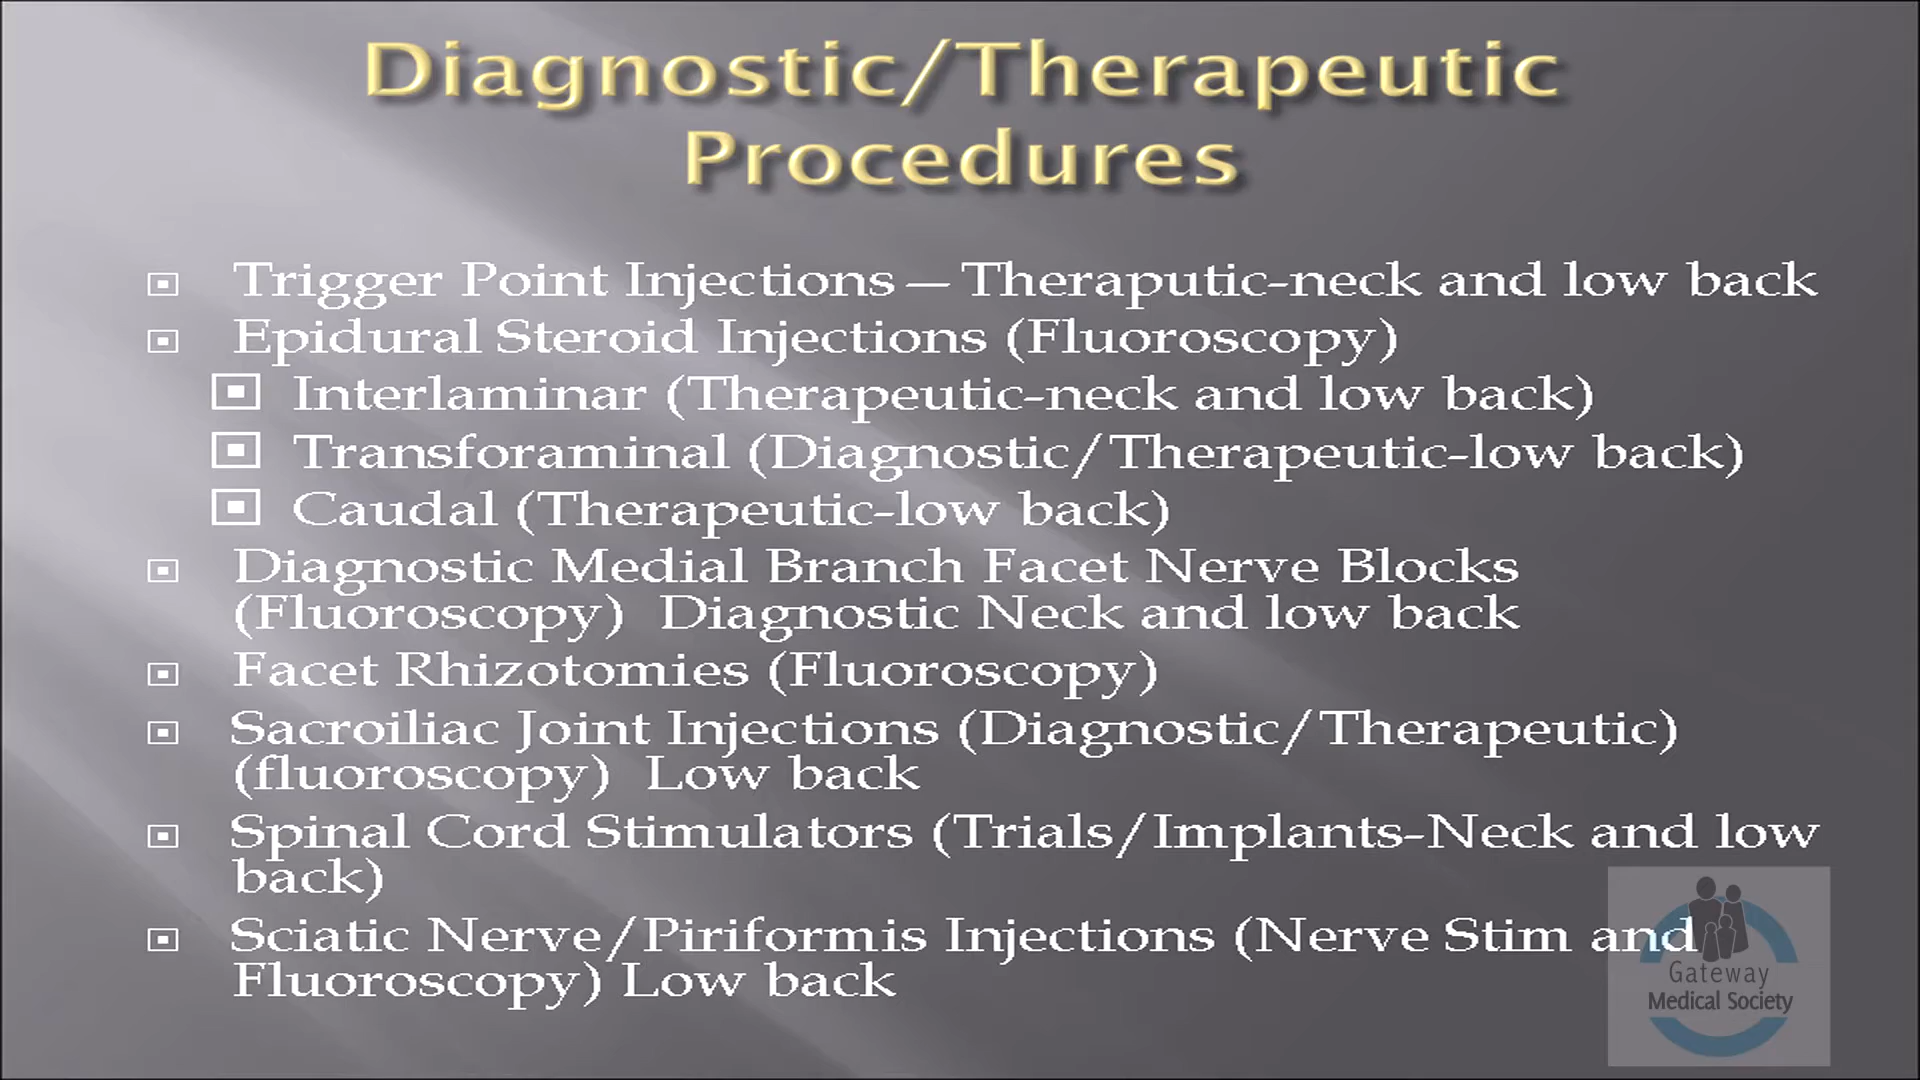 Diagnostic/Therapeutic
Procedures
Trigger Point Injections — Theraputic-neck and low back
Epidural Steroid Injections (Fluoroscopy)
Interlaminar (Therapeutic-neck and low back)
Transforaminal (Diagnostic/Therapeutic-low back)
Caudal (Therapeutic-low back)
Diagnostic Medial Branch Facet Nerve Blocks
(Fluoroscopy)  Diagnostic Neck and low back
Facet Rhizotomies (Fluoroscopy)
Sacroiliac Joint Injections (Diagnostic/Therapeutic)
(fluoroscopy)  Low back
Spinal Cord Stimulators (Trials/Implants-Neck and low
back)
Sciatic Nerve/Piriformis Injections (Nerve Stim and
Fluoroscopy) Low back
Gateway
Medical Society